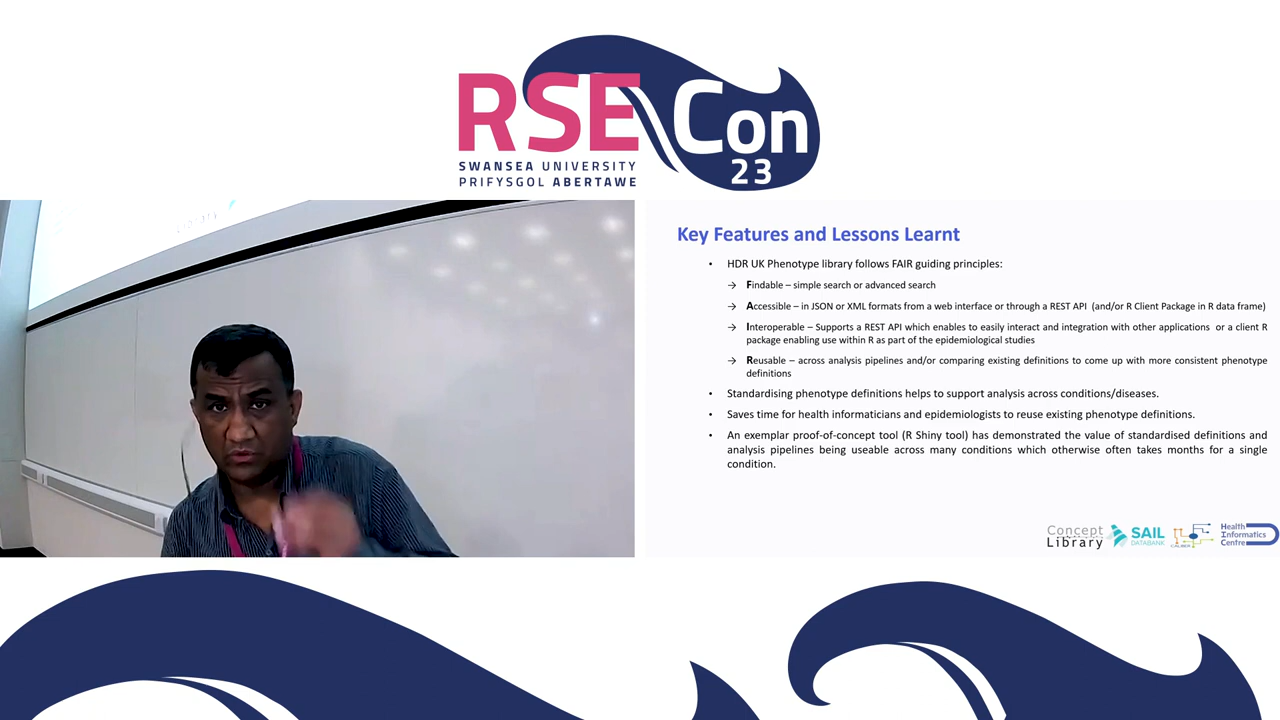 RSE Con
23
SWANSEA UNIVERSITY
PRIFYSGOL ABERTAWE
Library
Key Features and Lessons Learnt
• HDR UK Phenotype library follows FAIR guiding principles:
→ Findable – simple search or advanced search
→ Accessible – in JSON or XML formats from a web interface or through a REST API (and/or R Client Package in R data frame)
→ Interoperable – Supports a REST API which enables to easily interact and integration with other applications or a client R
package enabling use within R as part of the epidemiological studies
→ Reusable – across analysis pipelines and/or comparing existing definitions to come up with more consistent phenotype
definitions
• Standardising phenotype definitions helps to support analysis across conditions/diseases.
• Saves time for health informaticians and epidemiologists to reuse existing phenotype definitions.
• An exemplar proof-of-concept tool (R Shiny tool) has demonstrated the value of standardised definitions and
analysis pipelines being useable across many conditions which otherwise often takes months for a single
condition.
Concept
Library
SAIL
DATABANK
CALIBER
Health
Informatics
Centre